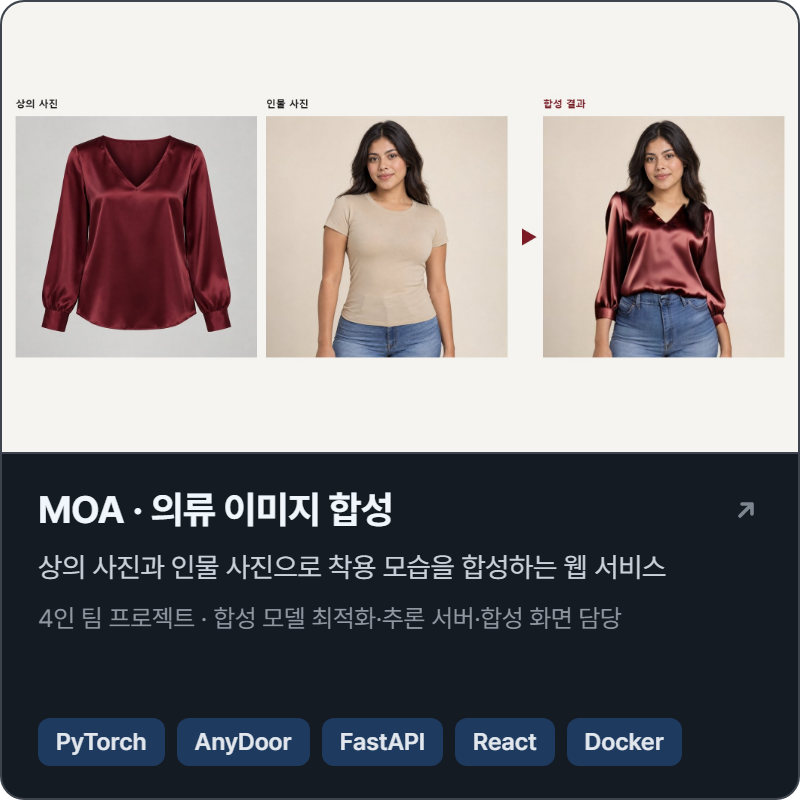 상의 사진
인물 사진
합성 결과
MOA · 의류 이미지 합성
상의 사진과 인물 사진으로 착용 모습을 합성하는 웹 서비스
4인 팀 프로젝트 · 합성 모델 최적화·추론 서버·합성 화면 담당
PyTorch AnyDoor FastAPI React Docker